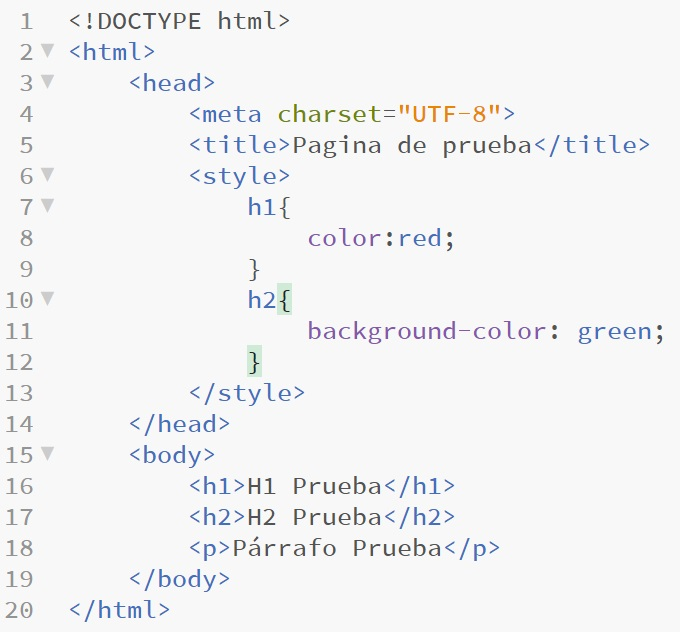 1 <!DOCTYPE html>
2 <html>
3     <head>
4         <meta charset="UTF-8">
5         <title>Pagina de prueba</title>
6         <style>
7             h1{
8                 color:red;
9             }
10             h2{
11                 background-color: green;
12             }
13         </style>
14     </head>
15     <body>
16         <h1>H1 Prueba</h1>
17         <h2>H2 Prueba</h2>
18         <p>Párrafo Prueba</p>
19     </body>
20 </html>